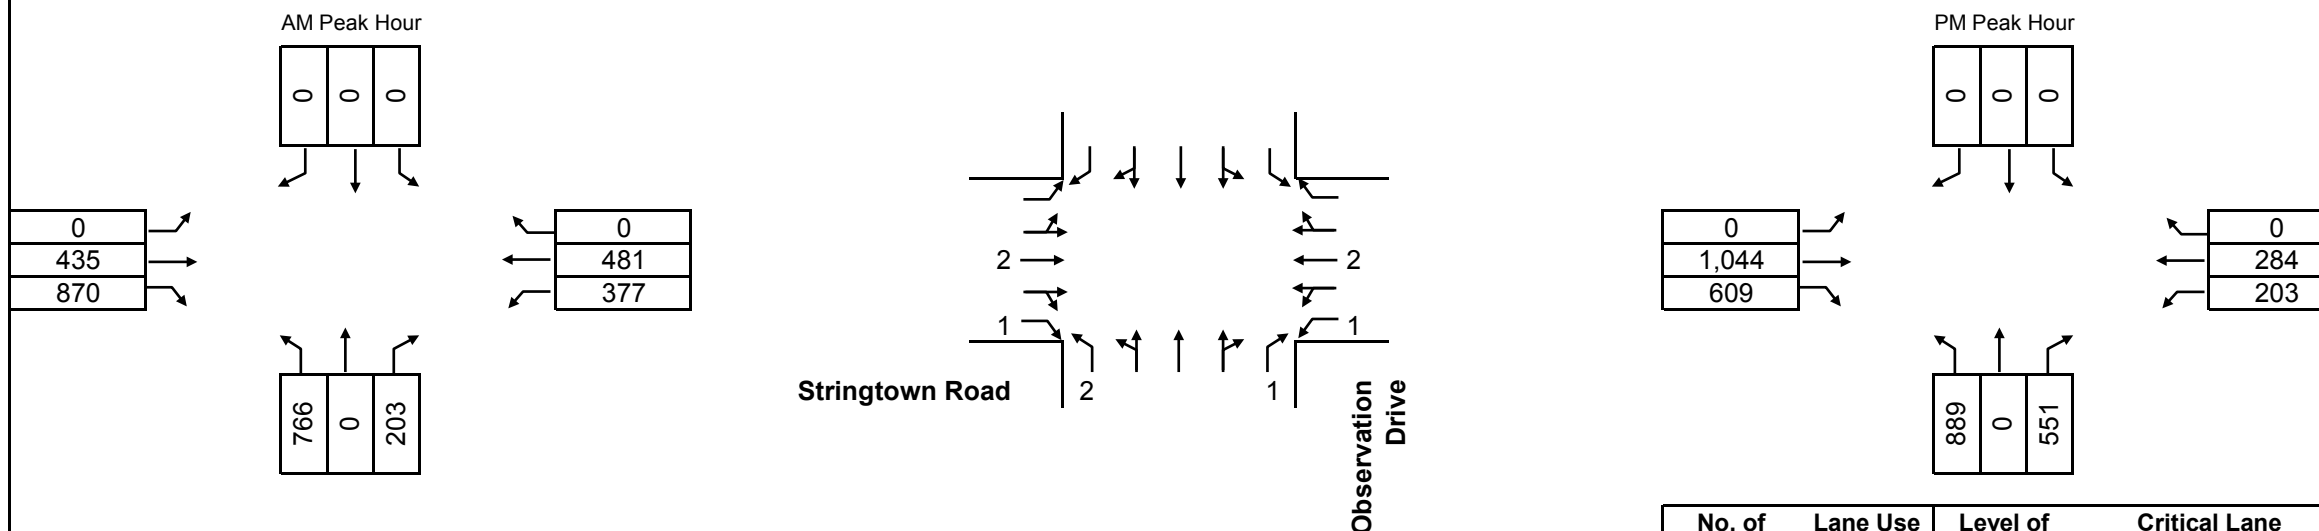 AM Peak Hour
PM Peak Hour
0 0 0
0 0 0
0
435
870
0
481
377
2
1
2
1
0
1,044
609
0
284
203
766 0 203
2
1
889 0 551
Stringtown Road
Observation
Drive
No. of Lane Use Level of Critical Lane